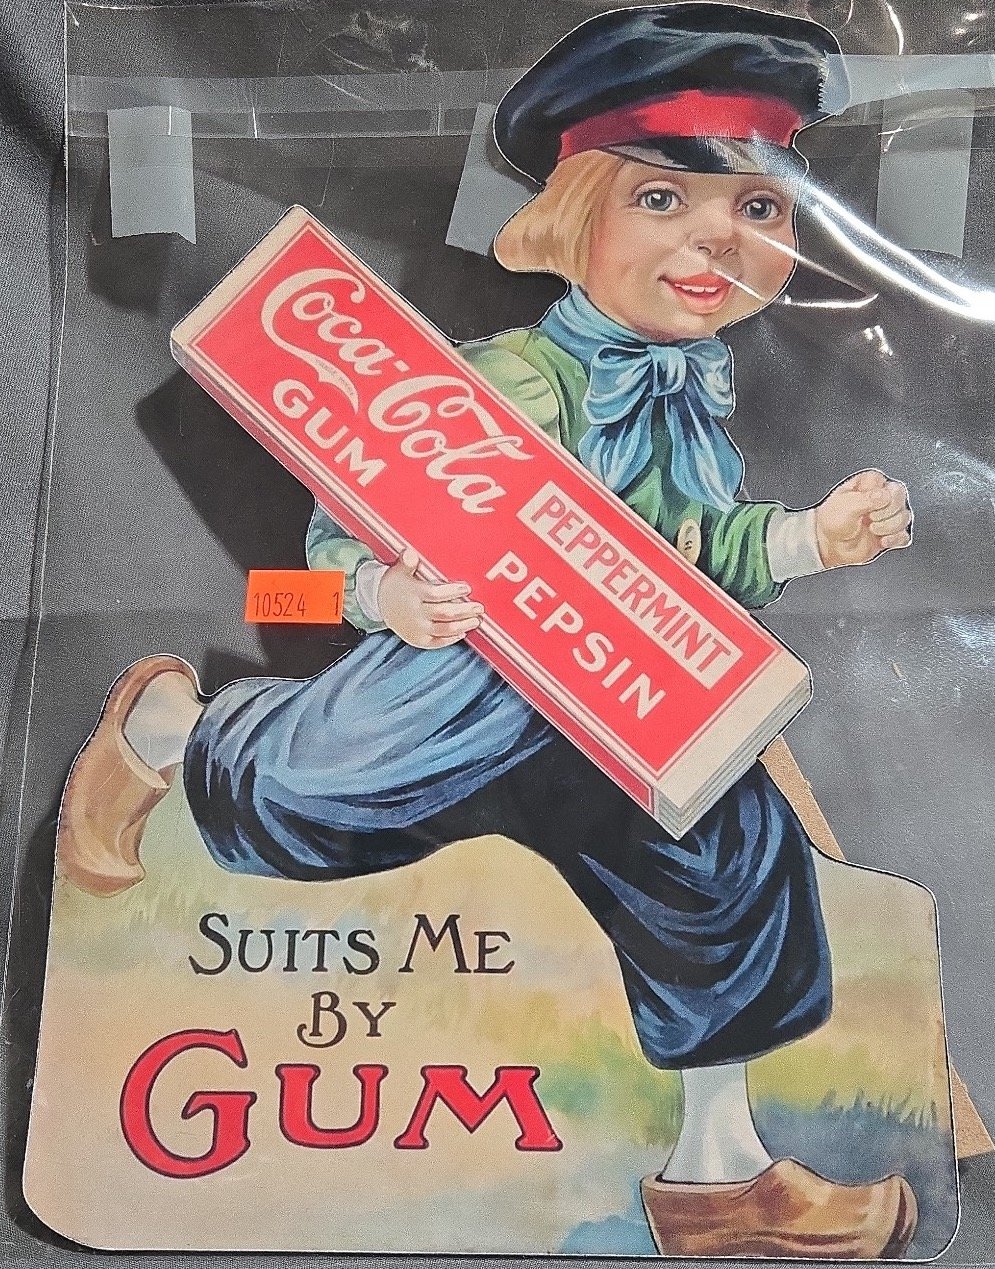 Coca-Cola
GUM
PEPPERMINT
PEPSIN
10524 1
SUITS ME
BY
GUM